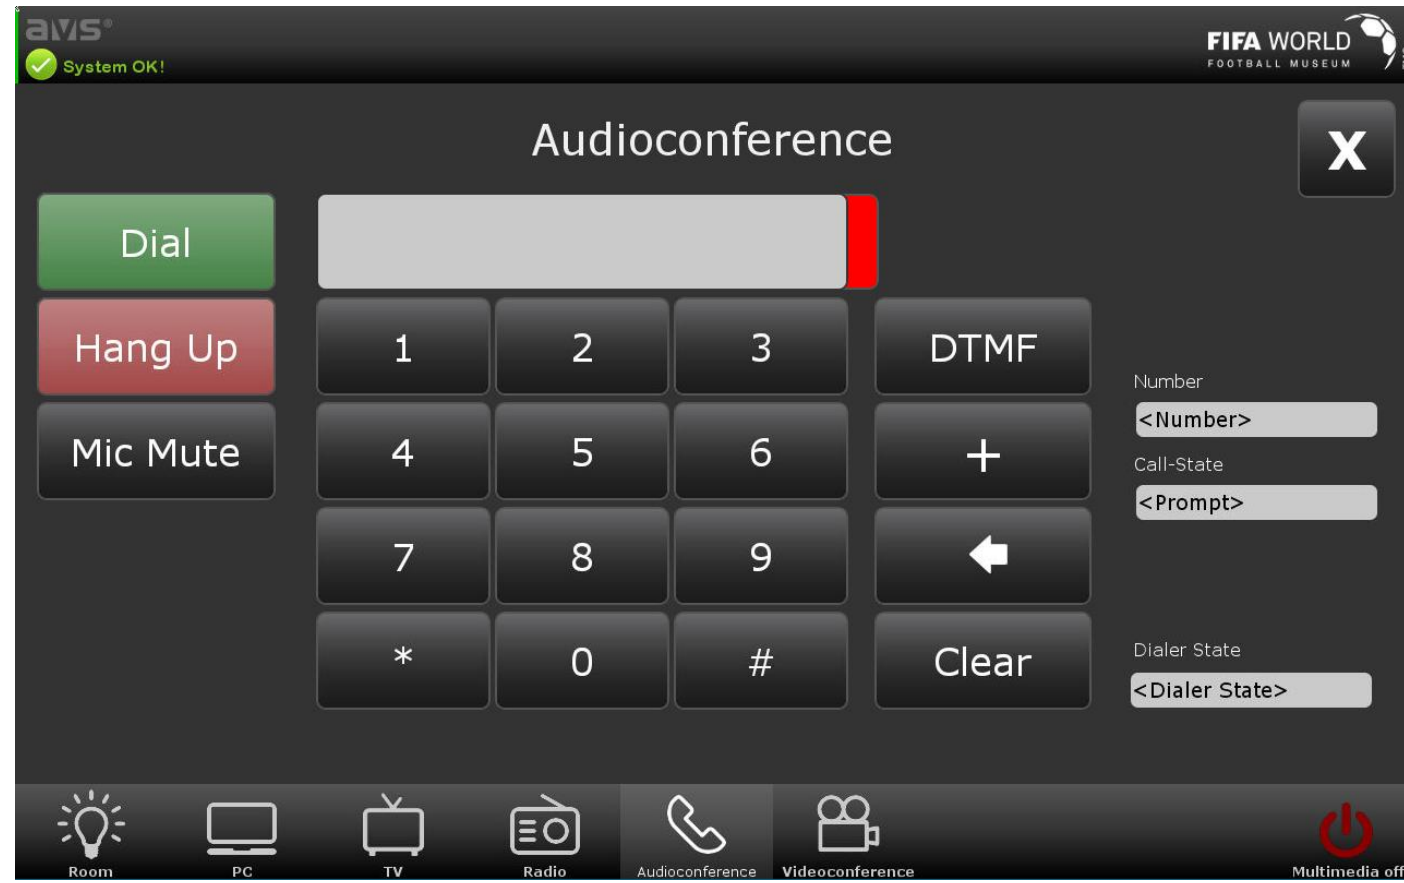 avs®
System OK!
FIFA WORLD
FOOTBALL MUSEUM
Audioconference
X
Dial
Hang Up
1
2
3
DTMF
Mic Mute
4
5
6
+
7
8
9
*
0
#
Clear
Number
<Number>
Call-State
<Prompt>
Dialer State
<Dialer State>
Room
PC
TV
Radio
Audioconference
Videoconference
Multimedia off